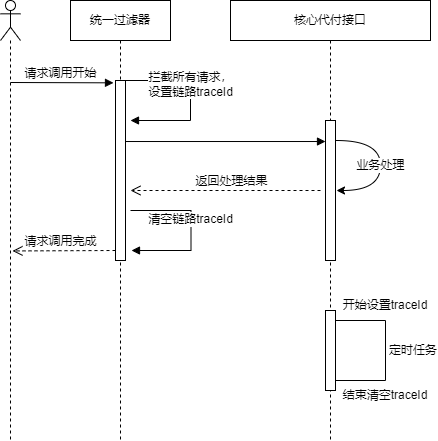 统一过滤器
核心代付接口
请求调用开始
拦截所有请求，
设置链路traceId
业务处理
返回处理结果
清空链路traceId
请求调用完成
开始设置traceId
定时任务
结束清空traceId